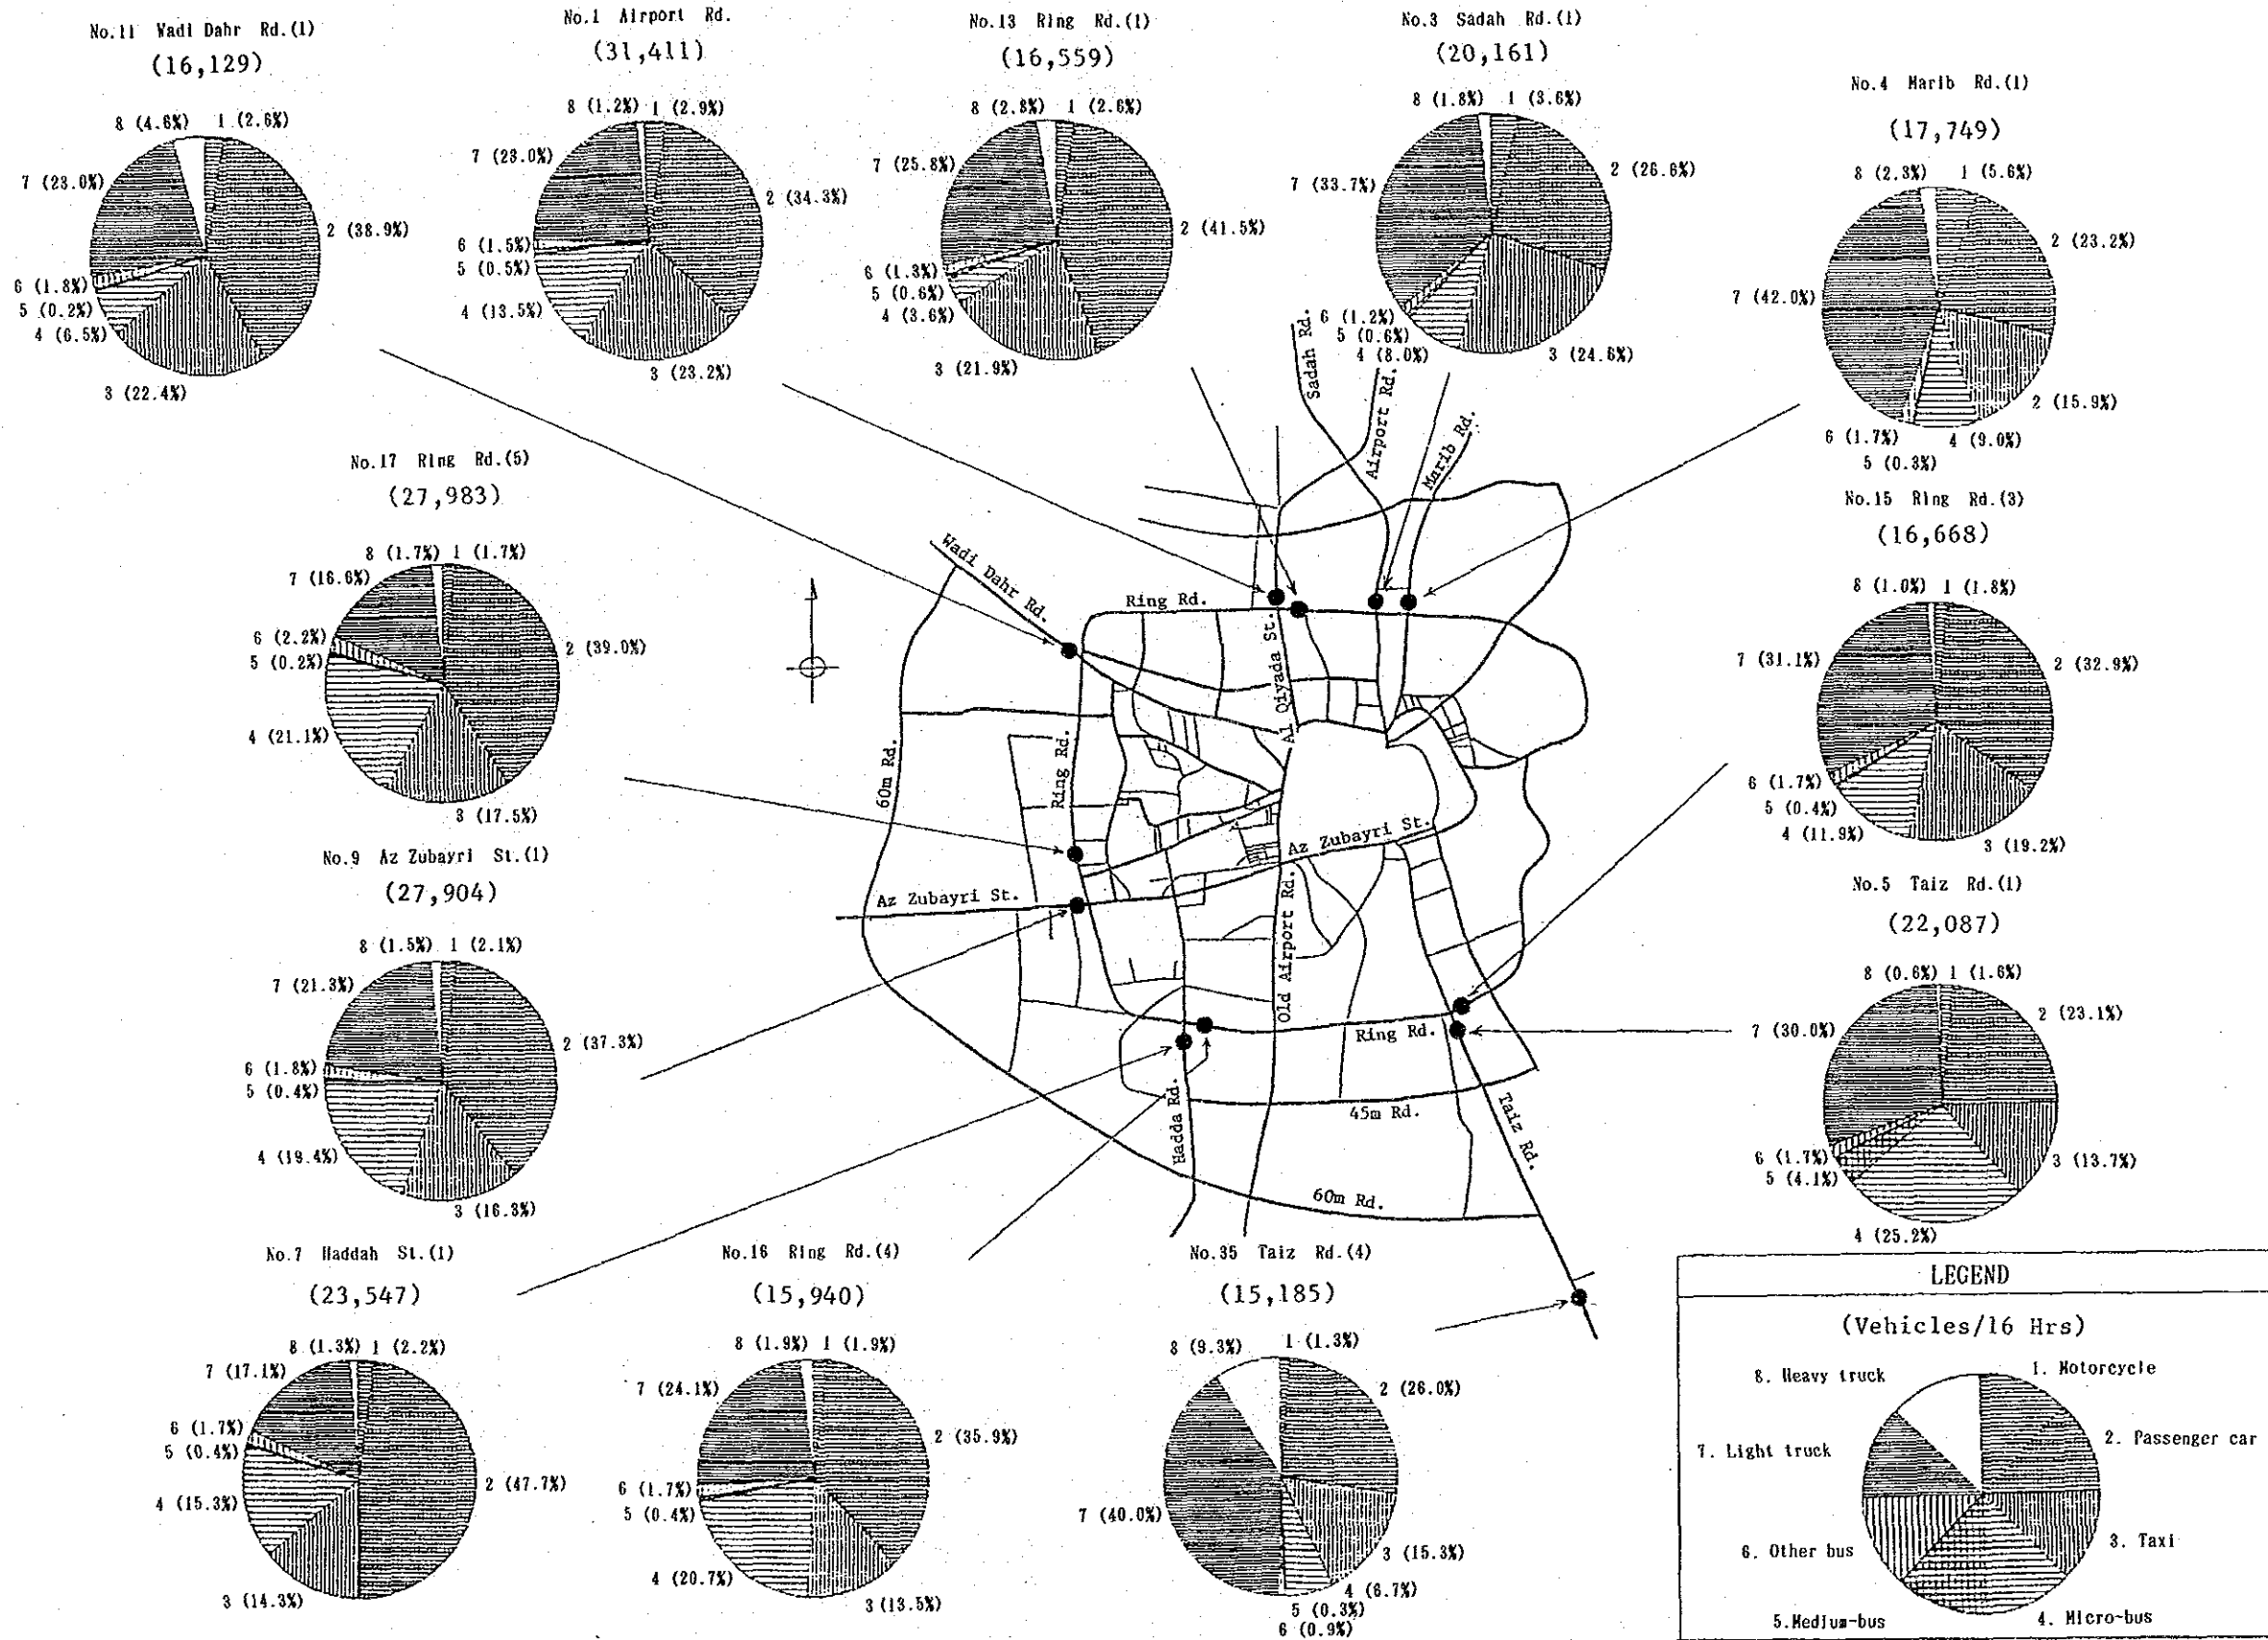 No.11 Wadi Dahr Rd.(1)
(16,129)
8 (4.6%) 1 (2.6%)
7 (23.0%)
2 (38.9%)
6 (1.8%)
5 (0.2%)
4 (6.5%)
3 (22.4%)
No.1 Airport Rd.
(31,411)
8 (1.2%) 1 (2.9%)
7 (23.0%)
2 (34.3%)
6 (1.5%)
5 (0.5%)
4 (13.5%)
3 (23.2%)
No.13 Ring Rd.(1)
(16,559)
8 (2.8%) 1 (2.6%)
7 (25.8%)
2 (41.5%)
6 (1.3%)
5 (0.6%)
4 (3.6%)
3 (21.9%)
No.3 Sadah Rd.(1)
(20,161)
8 (1.8%) 1 (3.6%)
7 (33.7%)
2 (26.6%)
6 (1.2%)
5 (0.6%)
4 (8.0%)
3 (24.6%)
No.4 Marib Rd.(1)
(17,749)
8 (2.3%) 1 (5.6%)
2 (23.2%)
7 (42.0%)
2 (15.9%)
6 (1.7%) 4 (9.0%)
5 (0.3%)
No.17 Ring Rd.(5)
(27,983)
8 (1.7%) 1 (1.7%)
7 (16.6%)
6 (2.2%)
5 (0.2%)
2 (39.0%)
4 (21.1%)
3 (17.5%)
No.15 Ring Rd.(3)
(16,668)
8 (1.0%) 1 (1.8%)
7 (31.1%)
2 (32.9%)
6 (1.7%)
5 (0.4%)
4 (11.9%)
3 (19.2%)
No.9 Az Zubayri St.(1)
(27,904)
8 (1.5%) 1 (2.1%)
7 (21.3%)
2 (37.3%)
6 (1.8%)
5 (0.4%)
4 (19.4%)
3 (16.3%)
No.5 Taiz Rd.(1)
(22,087)
8 (0.6%) 1 (1.6%)
2 (23.1%)
7 (30.0%)
6 (1.7%)
5 (4.1%)
3 (13.7%)
4 (25.2%)
No.7 Haddah St.(1)
(23,547)
8 (1.3%) 1 (2.2%)
7 (17.1%)
6 (1.7%)
5 (0.4%)
2 (47.7%)
4 (15.3%)
3 (14.3%)
No.16 Ring Rd.(4)
(15,940)
8 (1.9%) 1 (1.9%)
7 (24.1%)
2 (35.9%)
6 (1.7%)
5 (0.4%)
4 (20.7%)
3 (13.5%)
No.35 Taiz Rd.(4)
(15,185)
8 (9.3%) 1 (1.3%)
2 (26.0%)
7 (40.0%)
3 (15.3%)
4 (6.7%)
5 (0.3%)
6 (0.9%)
Sadah Rd.
Airport Rd.
Marib Rd.
Wadi Dahr Rd.
Ring Rd.
Al Qiyada St.
60m Rd.
Ring Rd.
Az Zubayri St.
Az Zubayri St.
Old Airport Rd.
Ring Rd.
Hadda Rd.
45m Rd.
Taiz Rd.
60m Rd.
LEGEND
(Vehicles/16 Hrs)
8. Heavy truck
1. Motorcycle
7. Light truck
2. Passenger car
6. Other bus
3. Taxi
5.Medium-bus
4. Micro-bus